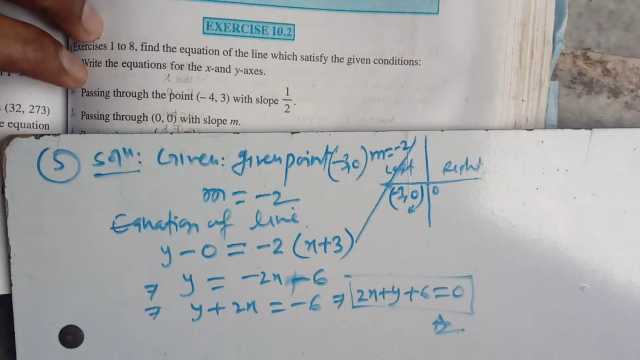 EXERCISE 10.2
Exercises 1 to 8, find the equation of the line which satisfy the given conditions:
Write the equations for the x-and y-axes.
Passing through the point (– 4, 3) with slope 1/2.
Passing through (0, 0) with slope m.
(32, 273)
e equation
(5) Solⁿ: Given: given point (-3,0) m=-2
Left Right
(-3,0) 0
m = -2
Equation of line
y - 0 = -2 (x+3)
⇒ y = -2x - 6
⇒ y + 2x = -6 ⇒ 2x+y+6=0